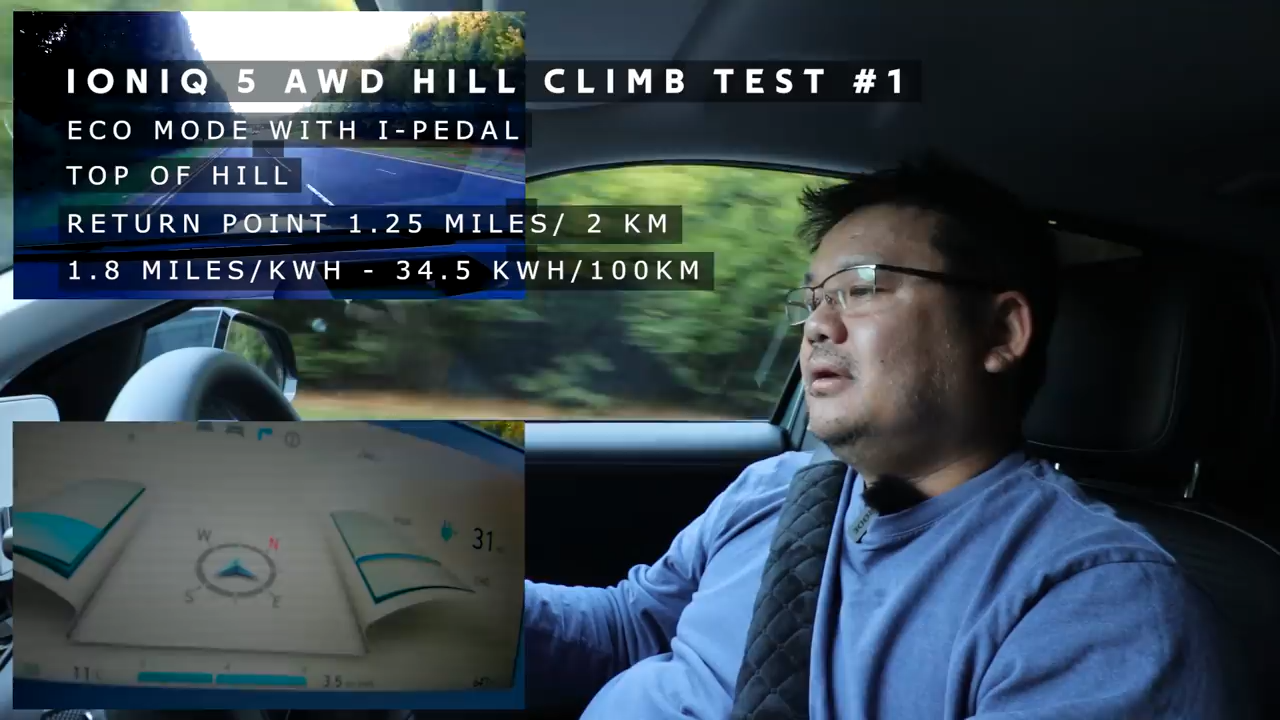 IONIQ 5 AWD HILL CLIMB TEST #1
ECO MODE WITH I-PEDAL
TOP OF HILL
RETURN POINT 1.25 MILES/ 2 KM
1.8 MILES/KWH - 34.5 KWH/100KM
31
W
N
S
E
11
3.5